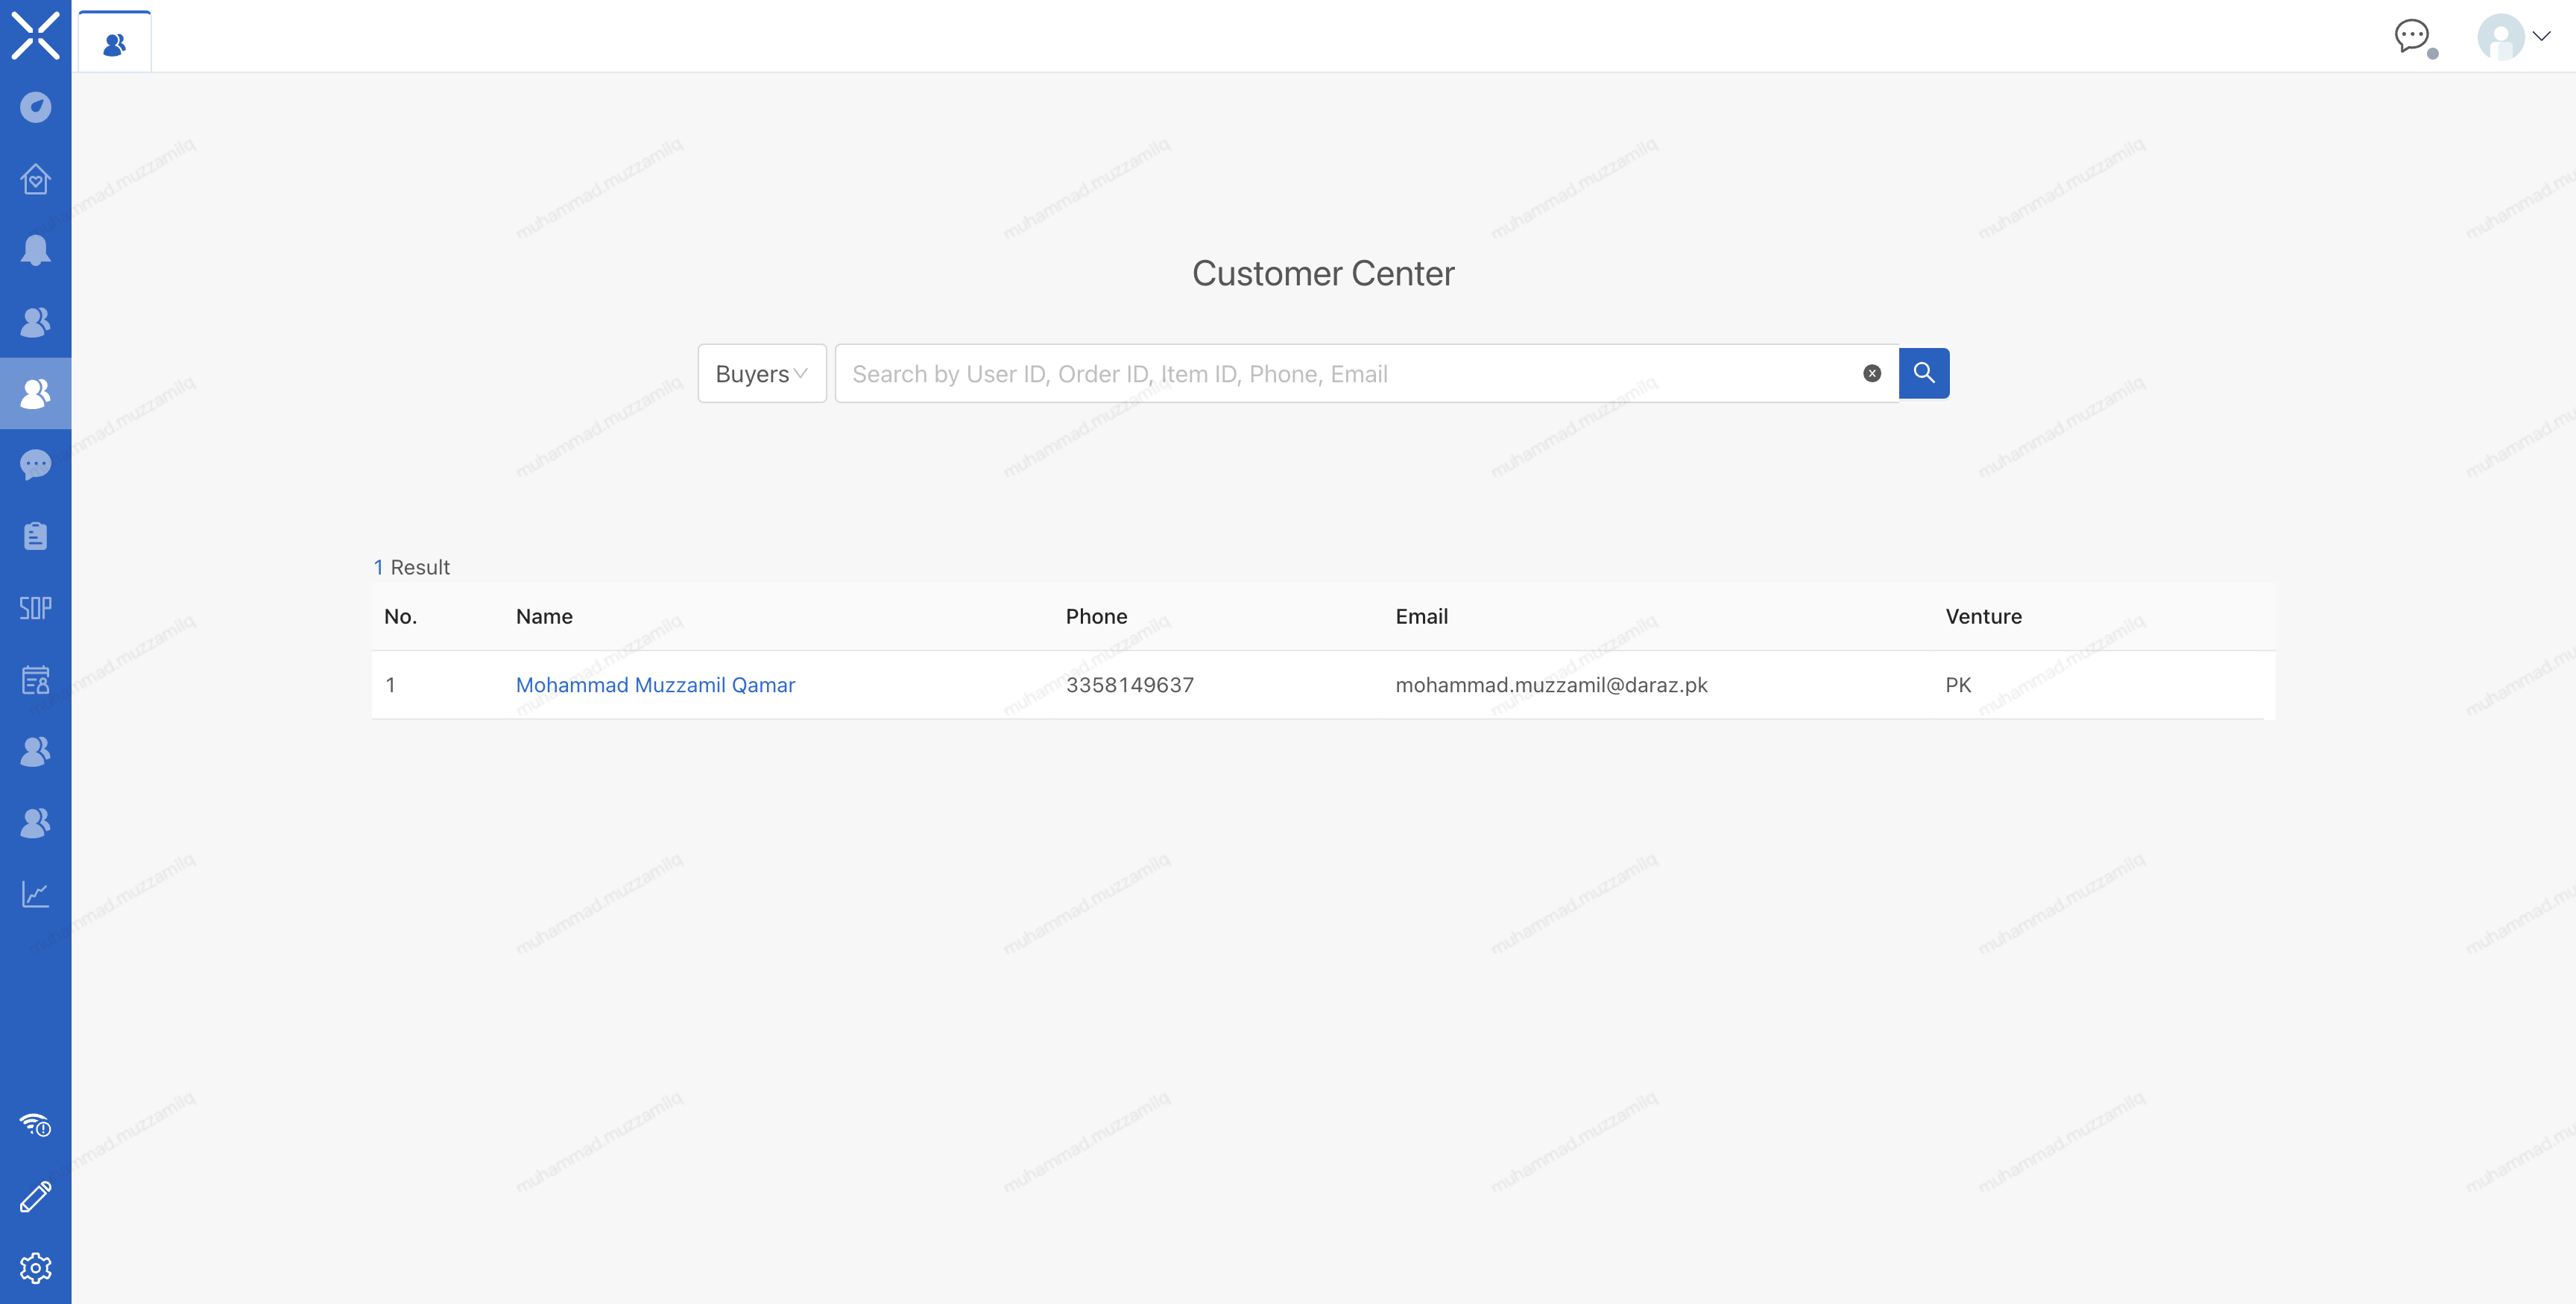 Customer Center
Buyers
Search by User ID, Order ID, Item ID, Phone, Email
SOP
1 Result
No. Name Phone Email Venture
1 Mohammad Muzzamil Qamar 3358149637 mohammad.muzzamil@daraz.pk PK
muhammad.muzzamilq